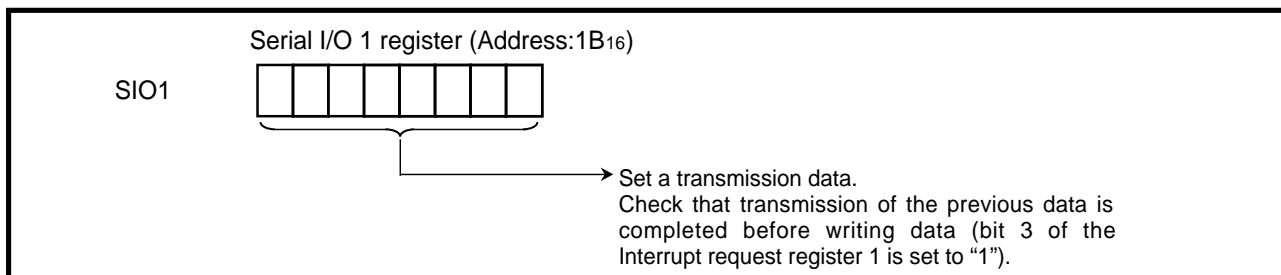 Serial I/O 1 register (Address:1B16)
SIO1
Set a transmission data.
Check that transmission of the previous data is
completed before writing data (bit 3 of the
Interrupt request register 1 is set to “1”).